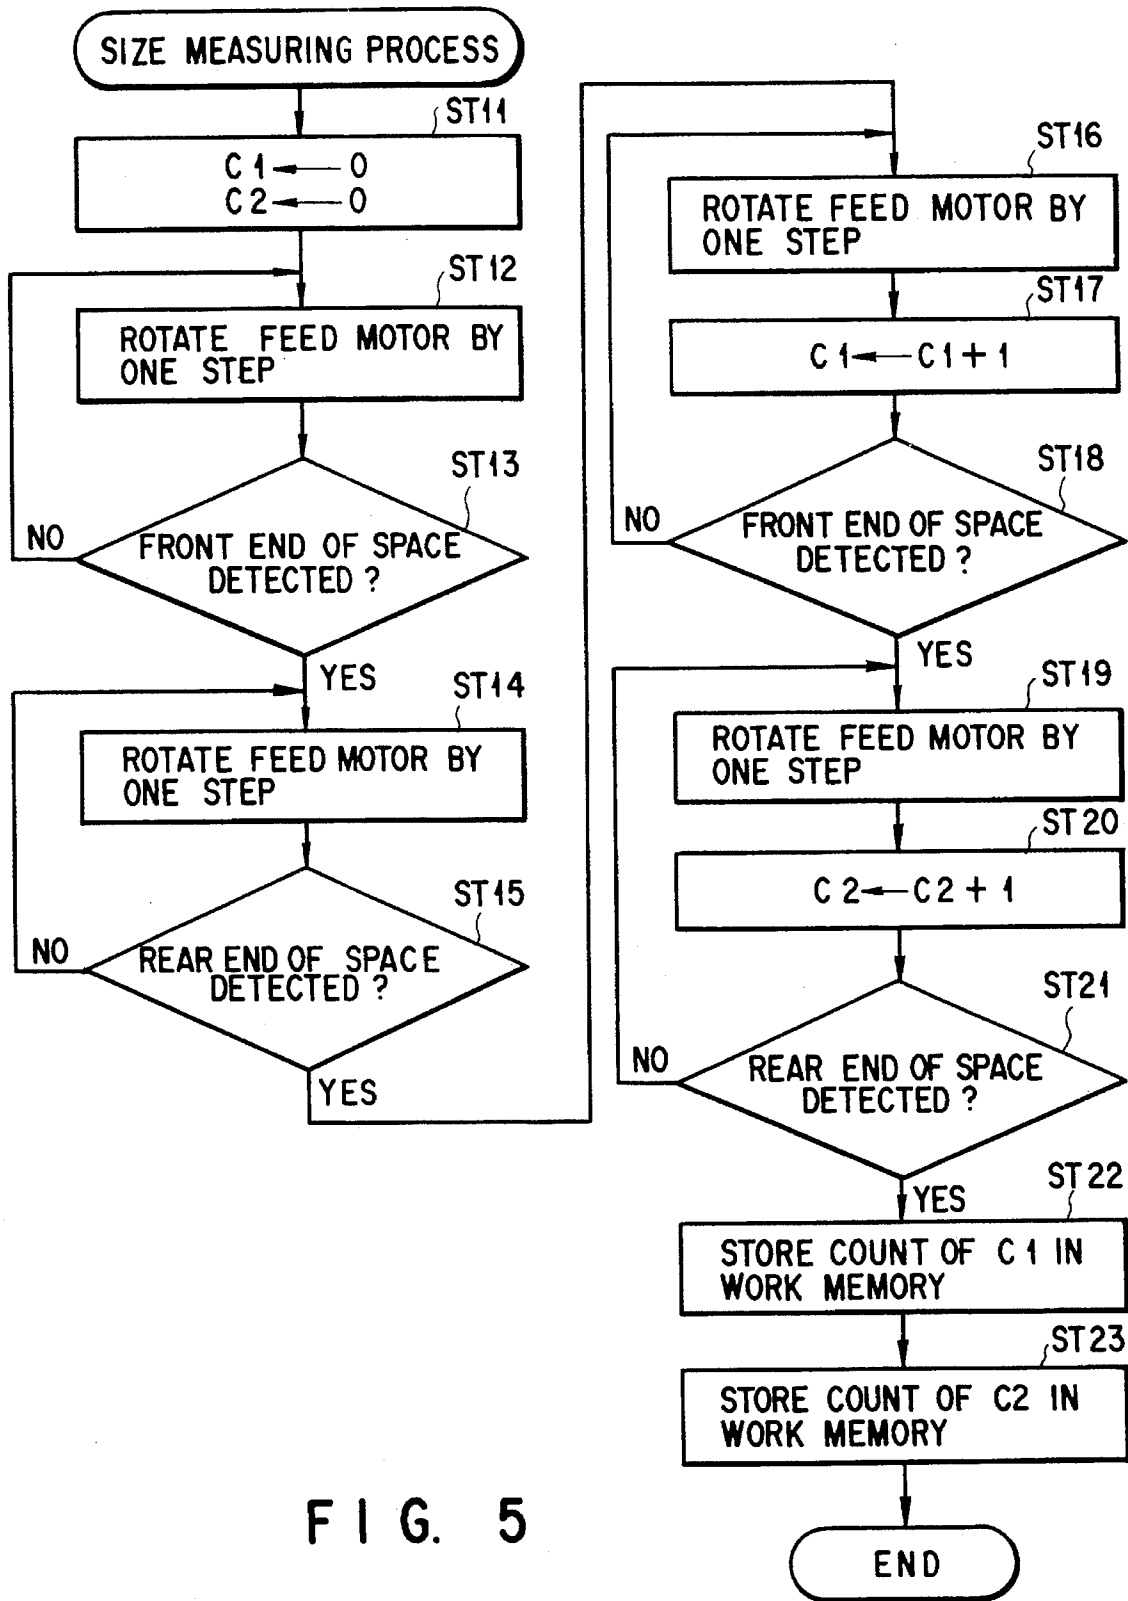 SIZE MEASURING PROCESS
ST11
C1 ← 0
C2 ← 0
ST12
ROTATE FEED MOTOR BY
ONE STEP
ST13
FRONT END OF SPACE
DETECTED ?
NO
YES
ST14
ROTATE FEED MOTOR BY
ONE STEP
ST15
REAR END OF SPACE
DETECTED ?
NO
YES
ST16
ROTATE FEED MOTOR BY
ONE STEP
ST17
C1 ← C1 + 1
ST18
FRONT END OF SPACE
DETECTED ?
NO
YES
ST19
ROTATE FEED MOTOR BY
ONE STEP
ST20
C2 ← C2 + 1
ST21
REAR END OF SPACE
DETECTED ?
NO
YES
ST22
STORE COUNT OF C1 IN
WORK MEMORY
ST23
STORE COUNT OF C2 IN
WORK MEMORY
END
FIG. 5